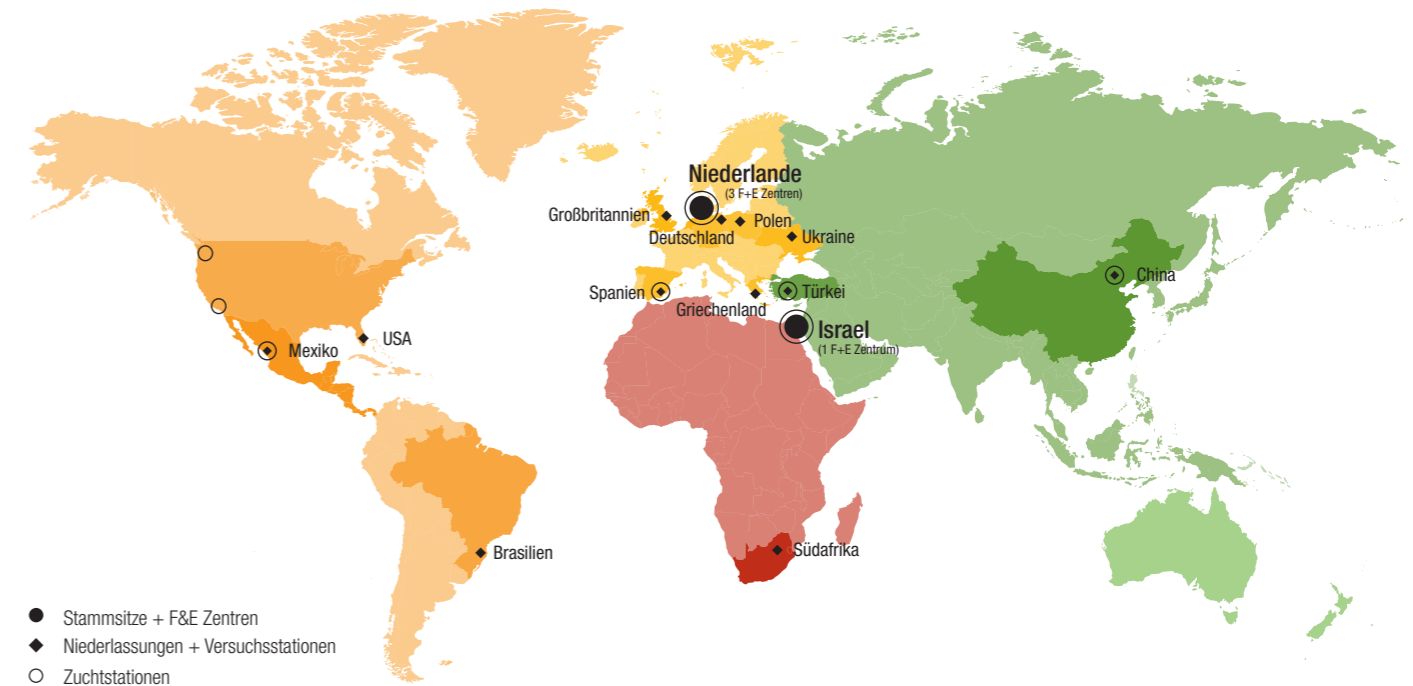 Niederlande
(3 F+E Zentren)
Großbritannien
Polen
Deutschland
Ukraine
China
Spanien
Türkei
Griechenland
Israel
(1 F+E Zentrum)
USA
Mexiko
Brasilien
Südafrika
Stammsitze + F&E Zentren
Niederlassungen + Versuchsstationen
Zuchtstationen